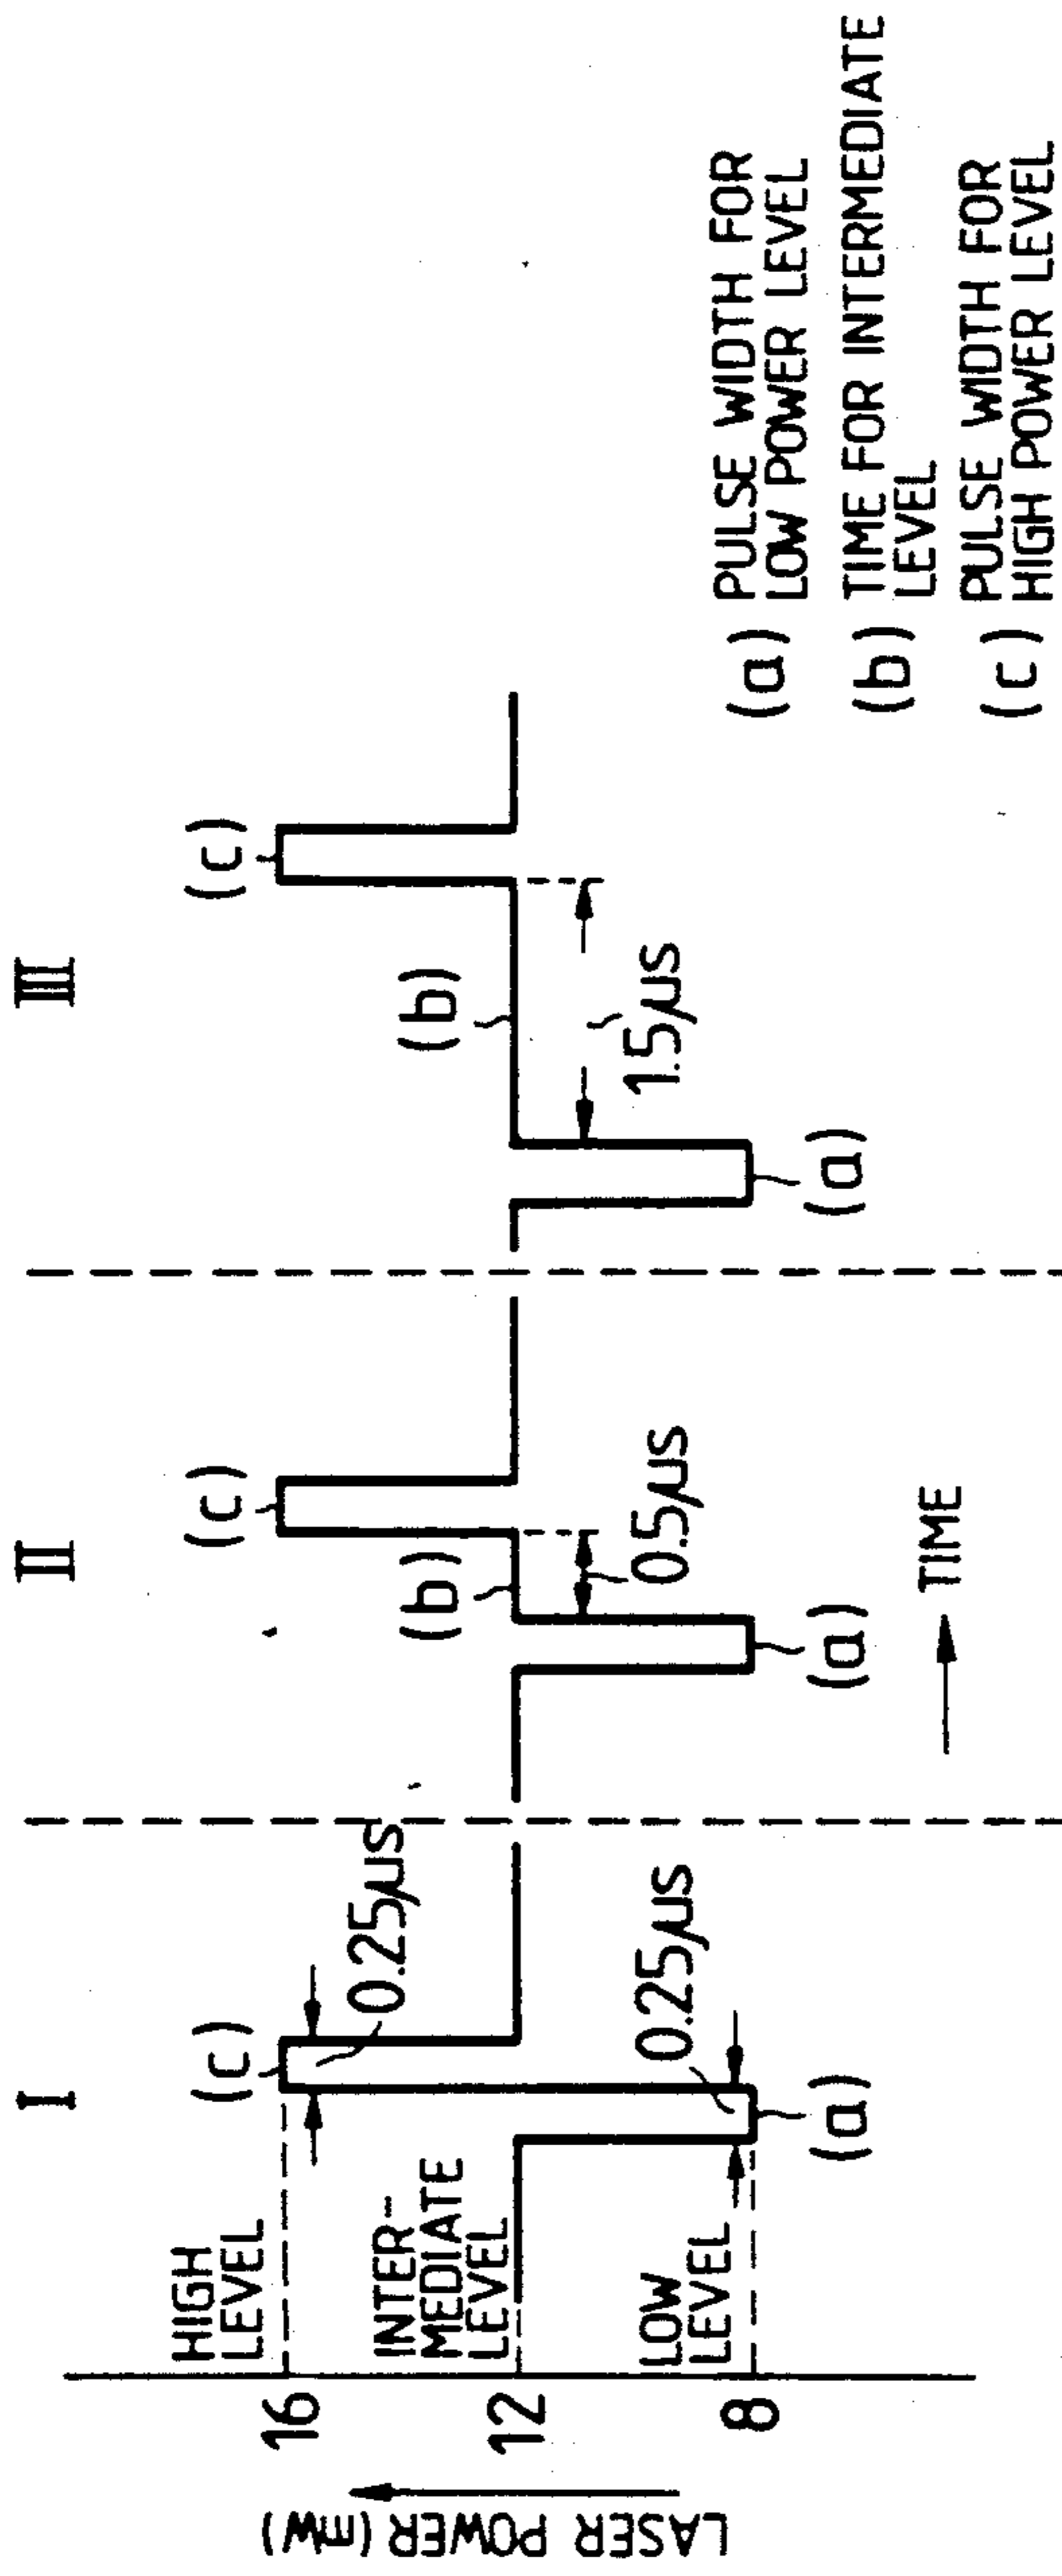 I
II
III
HIGH
LEVEL
16
INTER-
MEDIATE
LEVEL
12
LOW
LEVEL
8
LASER POWER (mW)
(c)
0.25μs
0.25μs
(a)
(c)
(b)
0.5μs
(a)
TIME
(c)
(b)
1.5μs
(a)
(a) PULSE WIDTH FOR
LOW POWER LEVEL
(b) TIME FOR INTERMEDIATE
LEVEL
(c) PULSE WIDTH FOR
HIGH POWER LEVEL